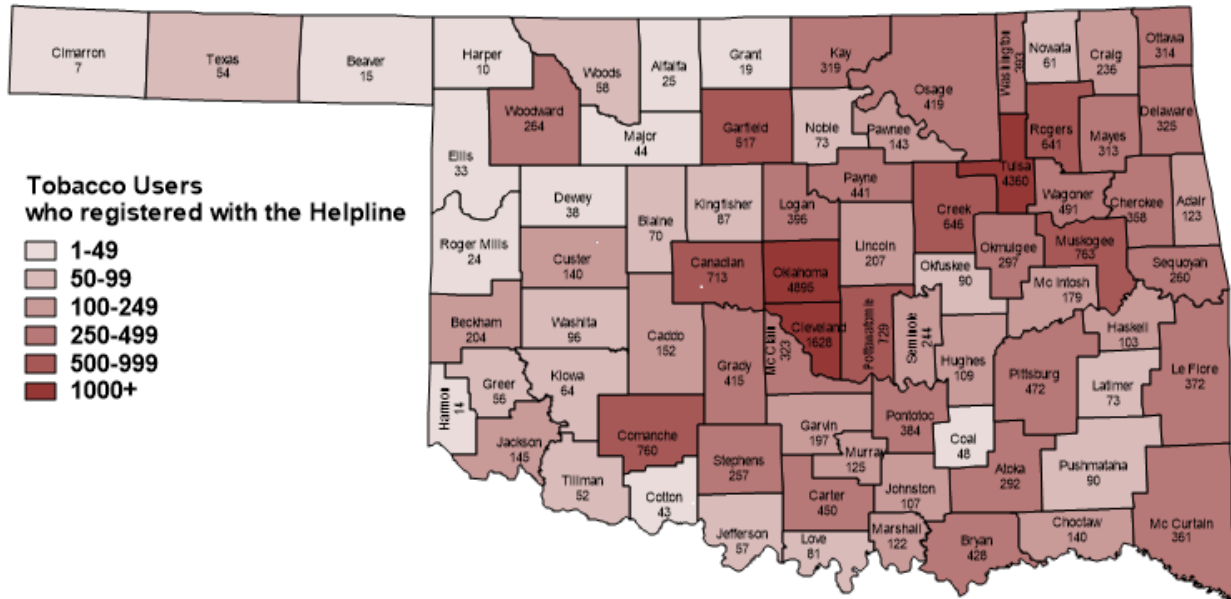 Cimarron
7
Texas
54
Beaver
15
Harper
10
Woods
58
Alfalfa
25
Grant
19
Kay
319
Osage
419
Washington
393
Nowata
61
Craig
236
Ottawa
314
Woodward
264
Major
44
Garfield
517
Noble
73
Pawnee
143
Rogers
641
Mayes
313
Delaware
325
Ellis
33
Tulsa
4360
Tobacco Users
who registered with the Helpline
1-49
50-99
100-249
250-499
500-999
1000+
Dewey
38
Blaine
70
Kingfisher
87
Logan
396
Payne
441
Creek
646
Wagoner
491
Cherokee
358
Adair
123
Roger Mills
24
Custer
140
Canadian
713
Oklahoma
4895
Lincoln
207
Okfuskee
90
Okmulgee
297
Muskogee
763
Sequoyah
260
Mc Intosh
179
Beckham
204
Washita
96
Caddo
152
Grady
415
Mc Clain
323
Cleveland
1628
Pottawatomie
729
Seminole
244
Hughes
109
Haskell
103
Pittsburg
472
Latimer
73
Le Flore
372
Harmon
14
Greer
56
Kiowa
64
Jackson
145
Comanche
760
Stephens
257
Garvin
197
Murray
125
Pontotoc
384
Coal
48
Atoka
292
Pushmataha
90
Tillman
52
Cotton
43
Jefferson
57
Carter
450
Johnston
107
Love
81
Marshall
122
Bryan
428
Choctaw
140
Mc Curtain
361